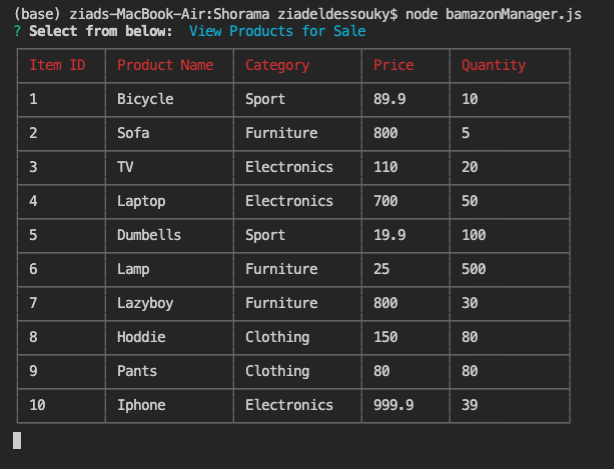 (base) ziads-MacBook-Air:Shorama ziadeldessouky$ node bamazonManager.js
? Select from below: View Products for Sale
Item ID Product Name Category Price Quantity
1 Bicycle Sport 89.9 10
2 Sofa Furniture 800 5
3 TV Electronics 110 20
4 Laptop Electronics 700 50
5 Dumbells Sport 19.9 100
6 Lamp Furniture 25 500
7 Lazyboy Furniture 800 30
8 Hoddie Clothing 150 80
9 Pants Clothing 80 80
10 Iphone Electronics 999.9 39